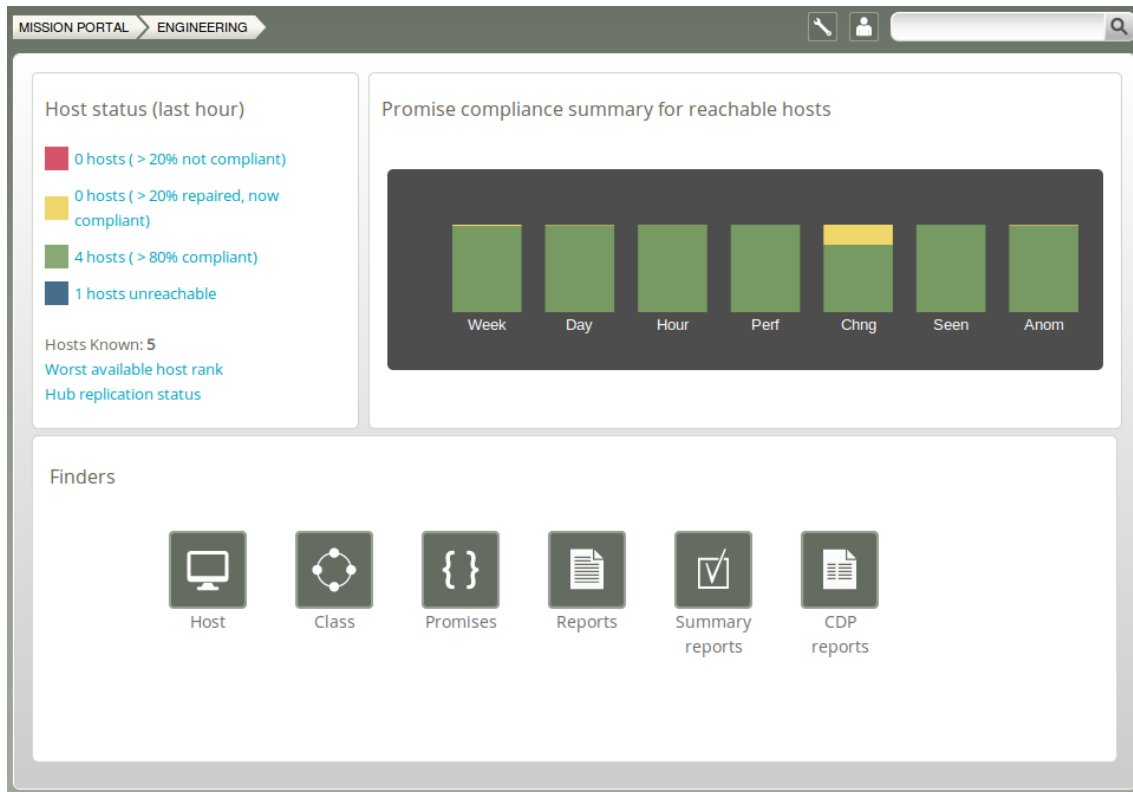 MISSION PORTAL
ENGINEERING
Host status (last hour)
0 hosts ( > 20% not compliant)
0 hosts ( > 20% repaired, now
compliant)
4 hosts ( > 80% compliant)
1 hosts unreachable
Hosts Known: 5
Worst available host rank
Hub replication status
Promise compliance summary for reachable hosts
Week Day Hour Perf Chng Seen Anom
Finders
Host
Class
Promises
Reports
Summary
reports
CDP
reports